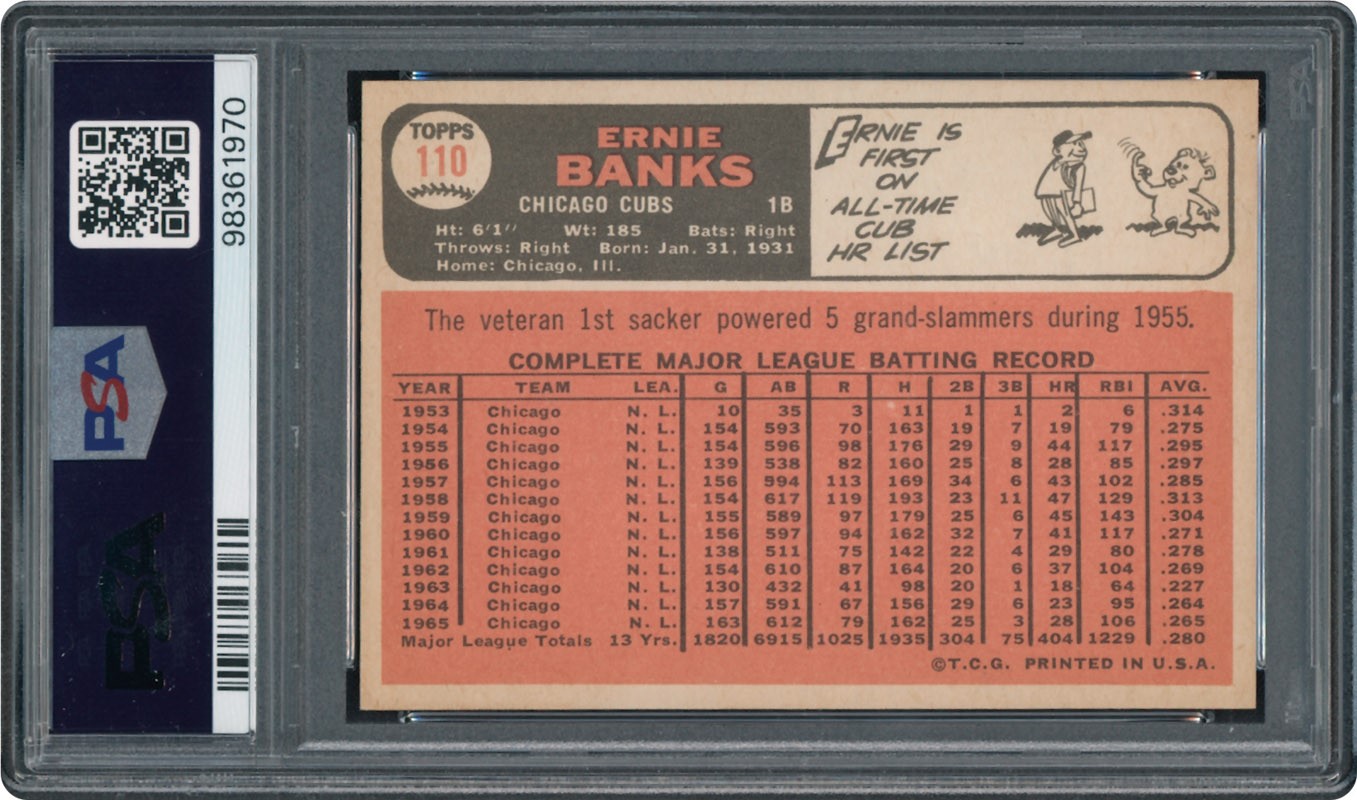 98361970
PSA
PSA
PSA
TOPPS
110
ERNIE
BANKS
CHICAGO CUBS 1B
Ht: 6'1" Wt: 185 Bats: Right
Throws: Right Born: Jan. 31, 1931
Home: Chicago, Ill.
ERNIE IS
FIRST
ON
ALL-TIME
CUB
HR LIST
The veteran 1st sacker powered 5 grand-slammers during 1955.
COMPLETE MAJOR LEAGUE BATTING RECORD
YEAR TEAM LEA. G AB R H 2B 3B HR RBI AVG.
1953 Chicago N. L. 10 35 3 11 1 1 2 6 .314
1954 Chicago N. L. 154 593 70 163 19 7 19 79 .275
1955 Chicago N. L. 154 596 98 176 29 9 44 117 .295
1956 Chicago N. L. 139 538 82 160 25 8 28 85 .297
1957 Chicago N. L. 156 594 113 169 34 6 43 102 .285
1958 Chicago N. L. 154 617 119 193 23 11 47 129 .313
1959 Chicago N. L. 155 589 97 179 25 6 45 143 .304
1960 Chicago N. L. 156 597 94 162 32 7 41 117 .271
1961 Chicago N. L. 138 511 75 142 22 4 29 80 .278
1962 Chicago N. L. 154 610 87 164 20 6 37 104 .269
1963 Chicago N. L. 130 432 41 98 20 1 18 64 .227
1964 Chicago N. L. 157 591 67 156 29 6 23 95 .264
1965 Chicago N. L. 163 612 79 162 25 3 28 106 .265
Major League Totals 13 Yrs. 1820 6915 1025 1935 304 75 404 1229 .280
©T.C.G. PRINTED IN U.S.A.